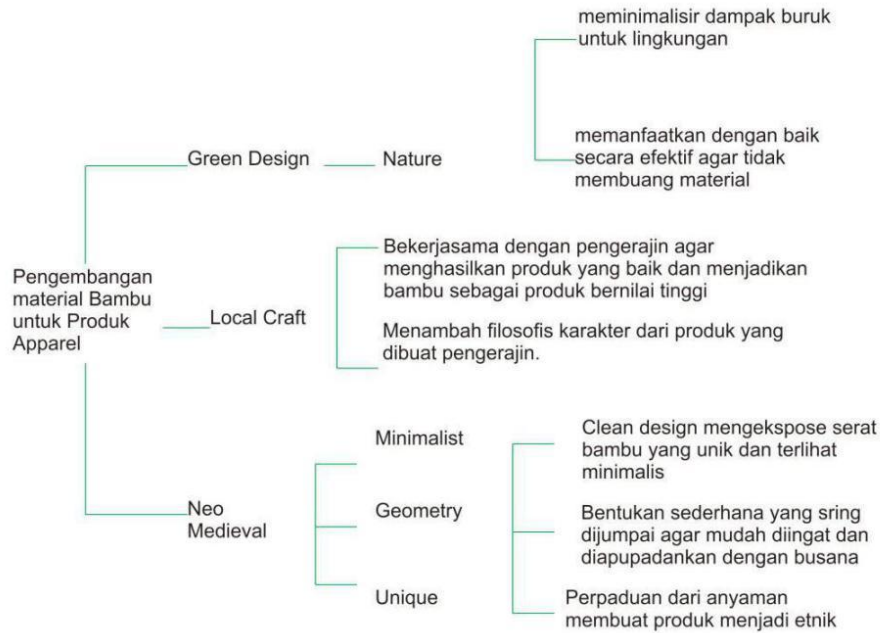 meminimalisir dampak buruk
untuk lingkungan
Green Design
Nature
memanfaatkan dengan baik
secara efektif agar tidak
membuang material
Pengembangan
material Bambu
untuk Produk
Apparel
Local Craft
Bekerjasama dengan pengerajin agar
menghasilkan produk yang baik dan menjadikan
bambu sebagai produk bernilai tinggi
Menambah filosofis karakter dari produk yang
dibuat pengerajin.
Neo
Medieval
Minimalist
Clean design mengekspose serat
bambu yang unik dan terlihat
minimalis
Geometry
Bentukan sederhana yang sring
dijumpai agar mudah diingat dan
diapupadankan dengan busana
Unique
Perpaduan dari anyaman
membuat produk menjadi etnik